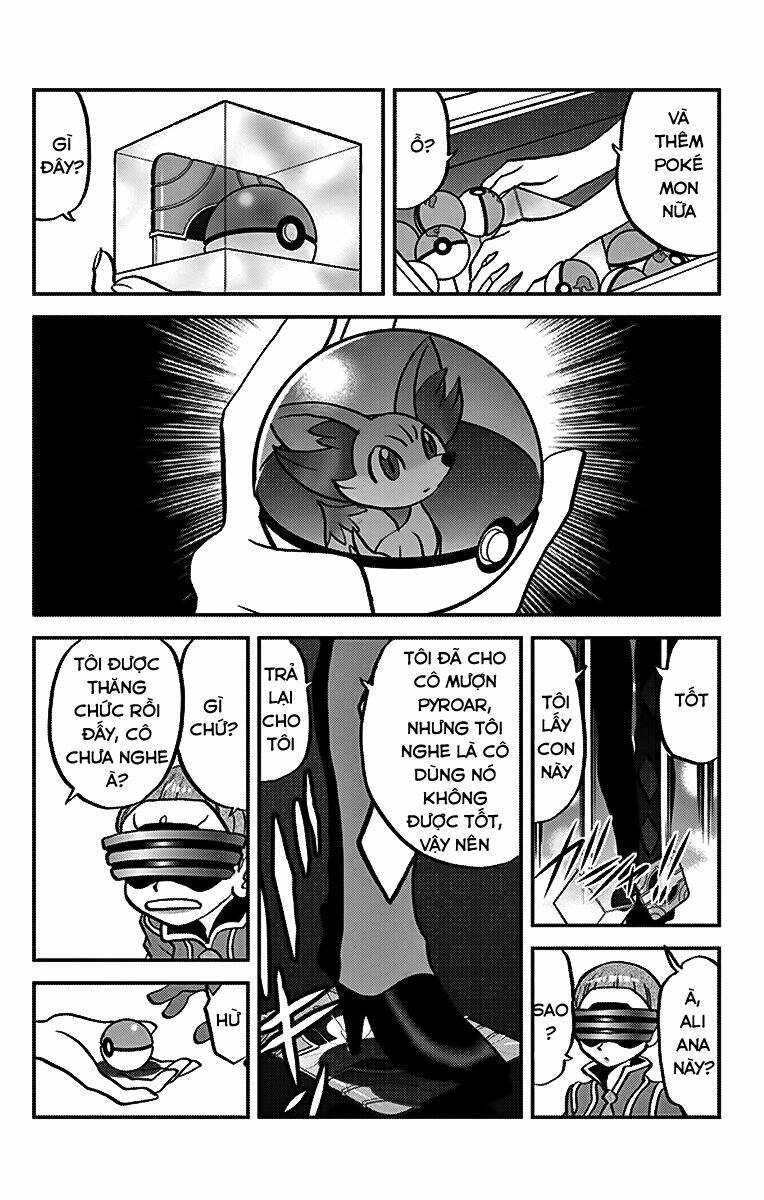 VÀ
THÊM
POKÉ
MON
NỮA
Ồ?
GÌ
ĐÂY?
TỐT
TÔI
LẤY
CON
NÀY
À,
ALI
ANA
NÀY?
SAO
?
TÔI ĐÃ CHO
CÔ MƯỢN
PYROAR,
NHƯNG TÔI
NGHE LÀ CÔ
DÙNG NÓ
KHÔNG
ĐƯỢC TỐT,
VẬY NÊN
TRẢ
LẠI
CHO
TÔI
GÌ
CHỨ?
TÔI ĐƯỢC
THĂNG
CHỨC RỒI
ĐẤY, CÔ
CHƯA NGHE
À?
HỪ